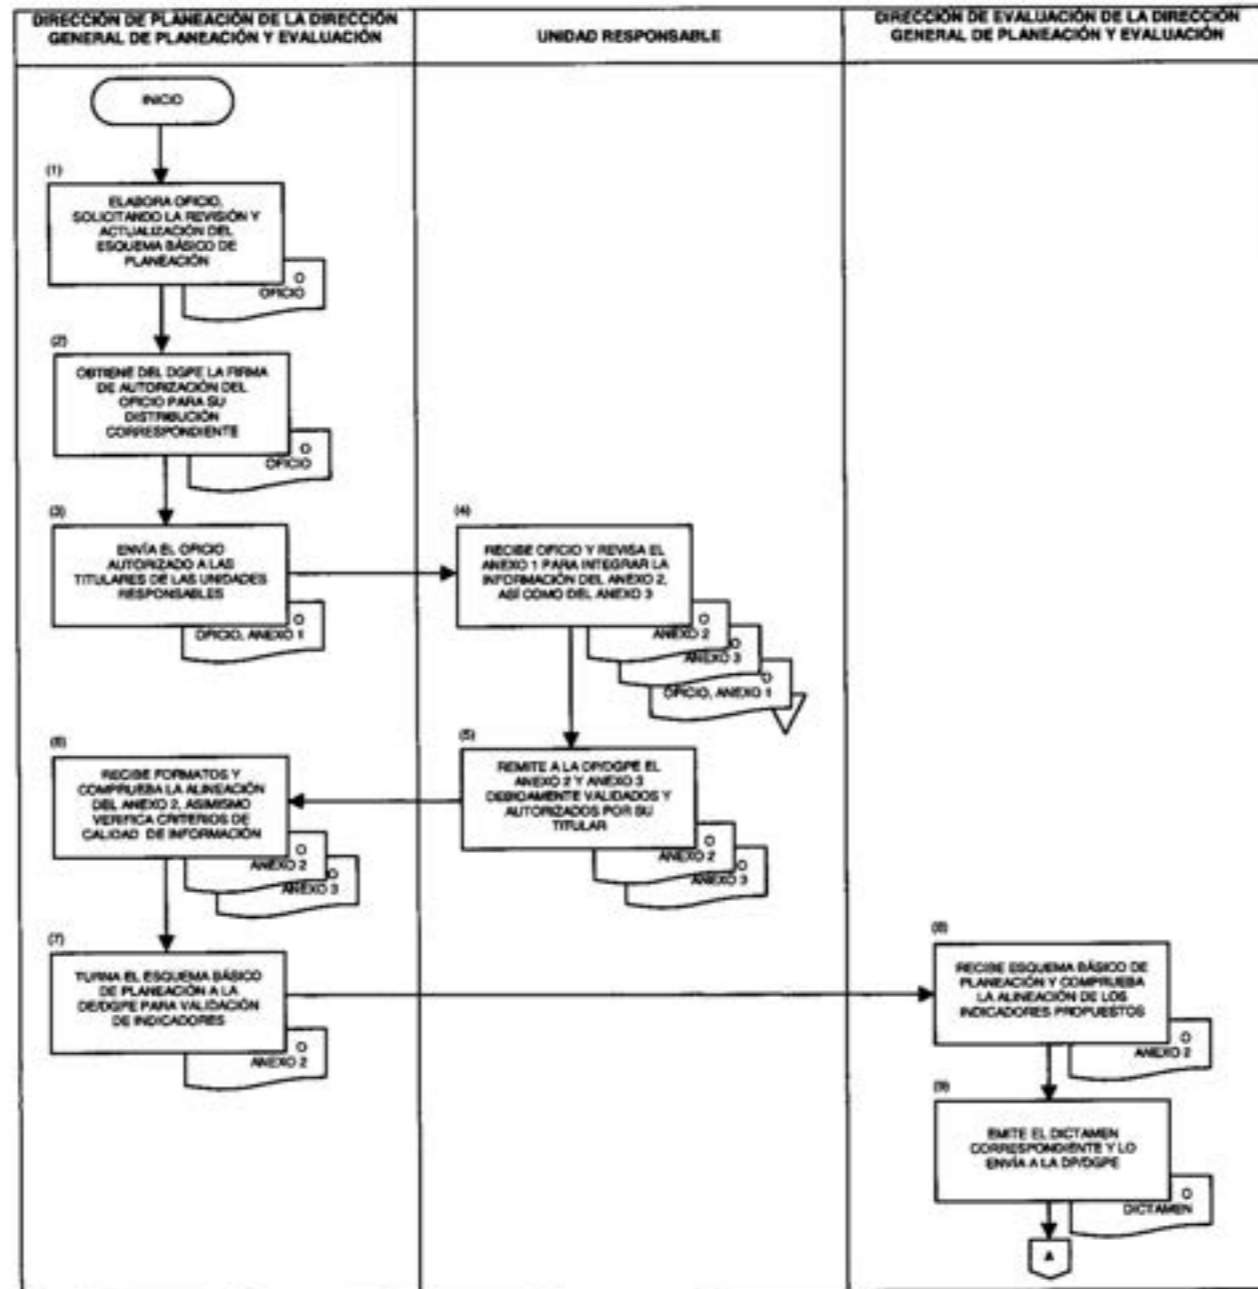 DIRECCIÓN DE PLANEACIÓN DE LA DIRECCIÓN
GENERAL DE PLANEACIÓN Y EVALUACIÓN
UNIDAD RESPONSABLE
DIRECCIÓN DE EVALUACIÓN DE LA DIRECCIÓN
GENERAL DE PLANEACIÓN Y EVALUACIÓN
INICIO
(1)
ELABORA OFICIO,
SOLICITANDO LA REVISIÓN Y
ACTUALIZACIÓN DEL
ESQUEMA BÁSICO DE
PLANEACIÓN
O
OFICIO
(2)
OBTIENE DEL DGPE LA FIRMA
DE AUTORIZACIÓN DEL
OFICIO PARA SU
DISTRIBUCIÓN
CORRESPONDIENTE
O
OFICIO
(3)
ENVÍA EL OFICIO
AUTORIZADO A LAS
TITULARES DE LAS UNIDADES
RESPONSABLES
O
OFICIO, ANEXO 1
(4)
RECIBE OFICIO Y REVISA EL
ANEXO 1 PARA INTEGRAR LA
INFORMACIÓN DEL ANEXO 2,
ASÍ COMO DEL ANEXO 3
O
ANEXO 2
O
ANEXO 3
O
OFICIO, ANEXO 1
(5)
REMITE A LA DP/DGPE EL
ANEXO 2 Y ANEXO 3
DEBIDAMENTE VALIDADOS Y
AUTORIZADOS POR SU
TITULAR
O
ANEXO 2
O
ANEXO 3
(6)
RECIBE FORMATOS Y
COMPRUEBA LA ALINEACIÓN
DEL ANEXO 2, ASIMISMO
VERIFICA CRITERIOS DE
CALIDAD DE INFORMACIÓN
O
ANEXO 2
O
ANEXO 3
(7)
TURNA EL ESQUEMA BÁSICO
DE PLANEACIÓN A LA
DE/DGPE PARA VALIDACIÓN
DE INDICADORES
O
ANEXO 2
(8)
RECIBE ESQUEMA BÁSICO DE
PLANEACIÓN Y COMPRUEBA
LA ALINEACIÓN DE LOS
INDICADORES PROPUESTOS
O
ANEXO 2
(9)
EMITE EL DICTAMEN
CORRESPONDIENTE Y LO
ENVÍA A LA DP/DGPE
O
DICTAMEN
A